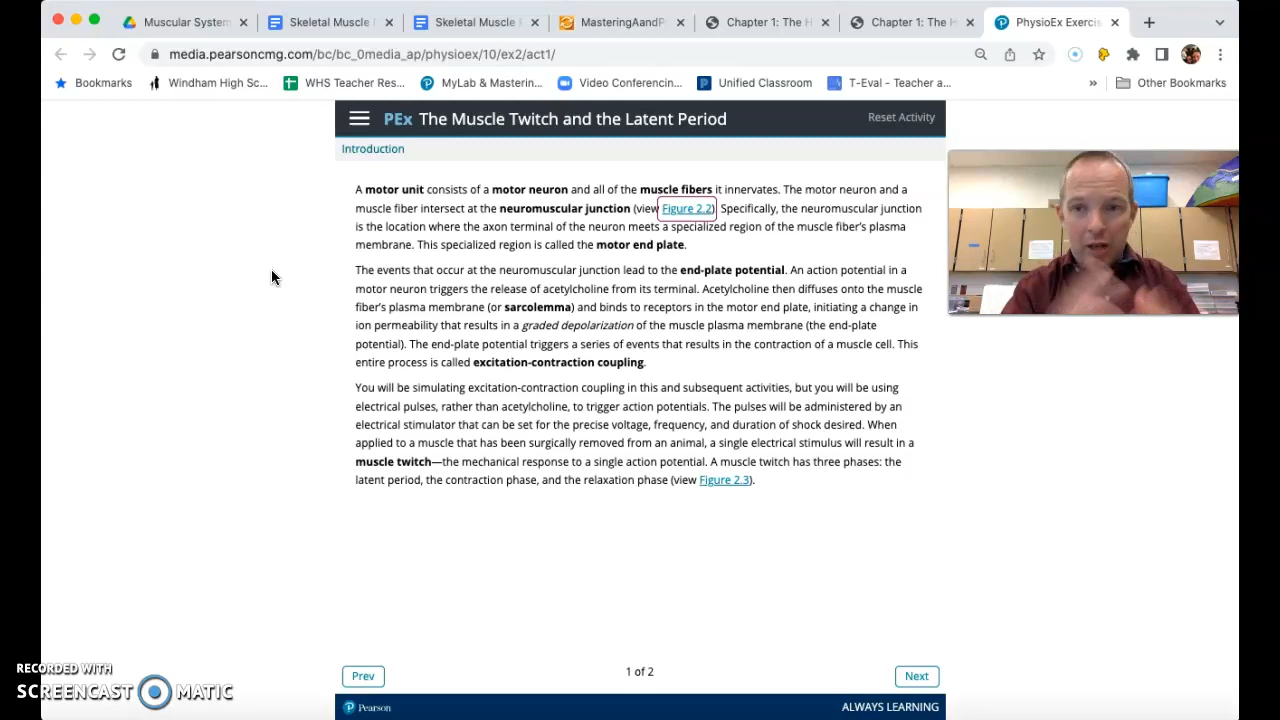 Muscular System
Skeletal Muscle
Skeletal Muscle
MasteringAandP
Chapter 1: The H
Chapter 1: The H
PhysioEx Exercis
media.pearsoncmg.com/bc/bc_0media_ap/physioex/10/ex2/act1/
Bookmarks
Windham High Sc...
WHS Teacher Res...
MyLab & Masterin...
Video Conferencin...
Unified Classroom
T-Eval - Teacher a...
»
Other Bookmarks
PEx The Muscle Twitch and the Latent Period
Reset Activity
Introduction
A motor unit consists of a motor neuron and all of the muscle fibers it innervates. The motor neuron and a
muscle fiber intersect at the neuromuscular junction (view Figure 2.2). Specifically, the neuromuscular junction
is the location where the axon terminal of the neuron meets a specialized region of the muscle fiber's plasma
membrane. This specialized region is called the motor end plate.
The events that occur at the neuromuscular junction lead to the end-plate potential. An action potential in a
motor neuron triggers the release of acetylcholine from its terminal. Acetylcholine then diffuses onto the muscle
fiber's plasma membrane (or sarcolemma) and binds to receptors in the motor end plate, initiating a change in
ion permeability that results in a graded depolarization of the muscle plasma membrane (the end-plate
potential). The end-plate potential triggers a series of events that results in the contraction of a muscle cell. This
entire process is called excitation-contraction coupling.
You will be simulating excitation-contraction coupling in this and subsequent activities, but you will be using
electrical pulses, rather than acetylcholine, to trigger action potentials. The pulses will be administered by an
electrical stimulator that can be set for the precise voltage, frequency, and duration of shock desired. When
applied to a muscle that has been surgically removed from an animal, a single electrical stimulus will result in a
muscle twitch—the mechanical response to a single action potential. A muscle twitch has three phases: the
latent period, the contraction phase, and the relaxation phase (view Figure 2.3).
Prev
1 of 2
Next
Pearson
ALWAYS LEARNING
RECORDED WITH
SCREENCAST MATIC